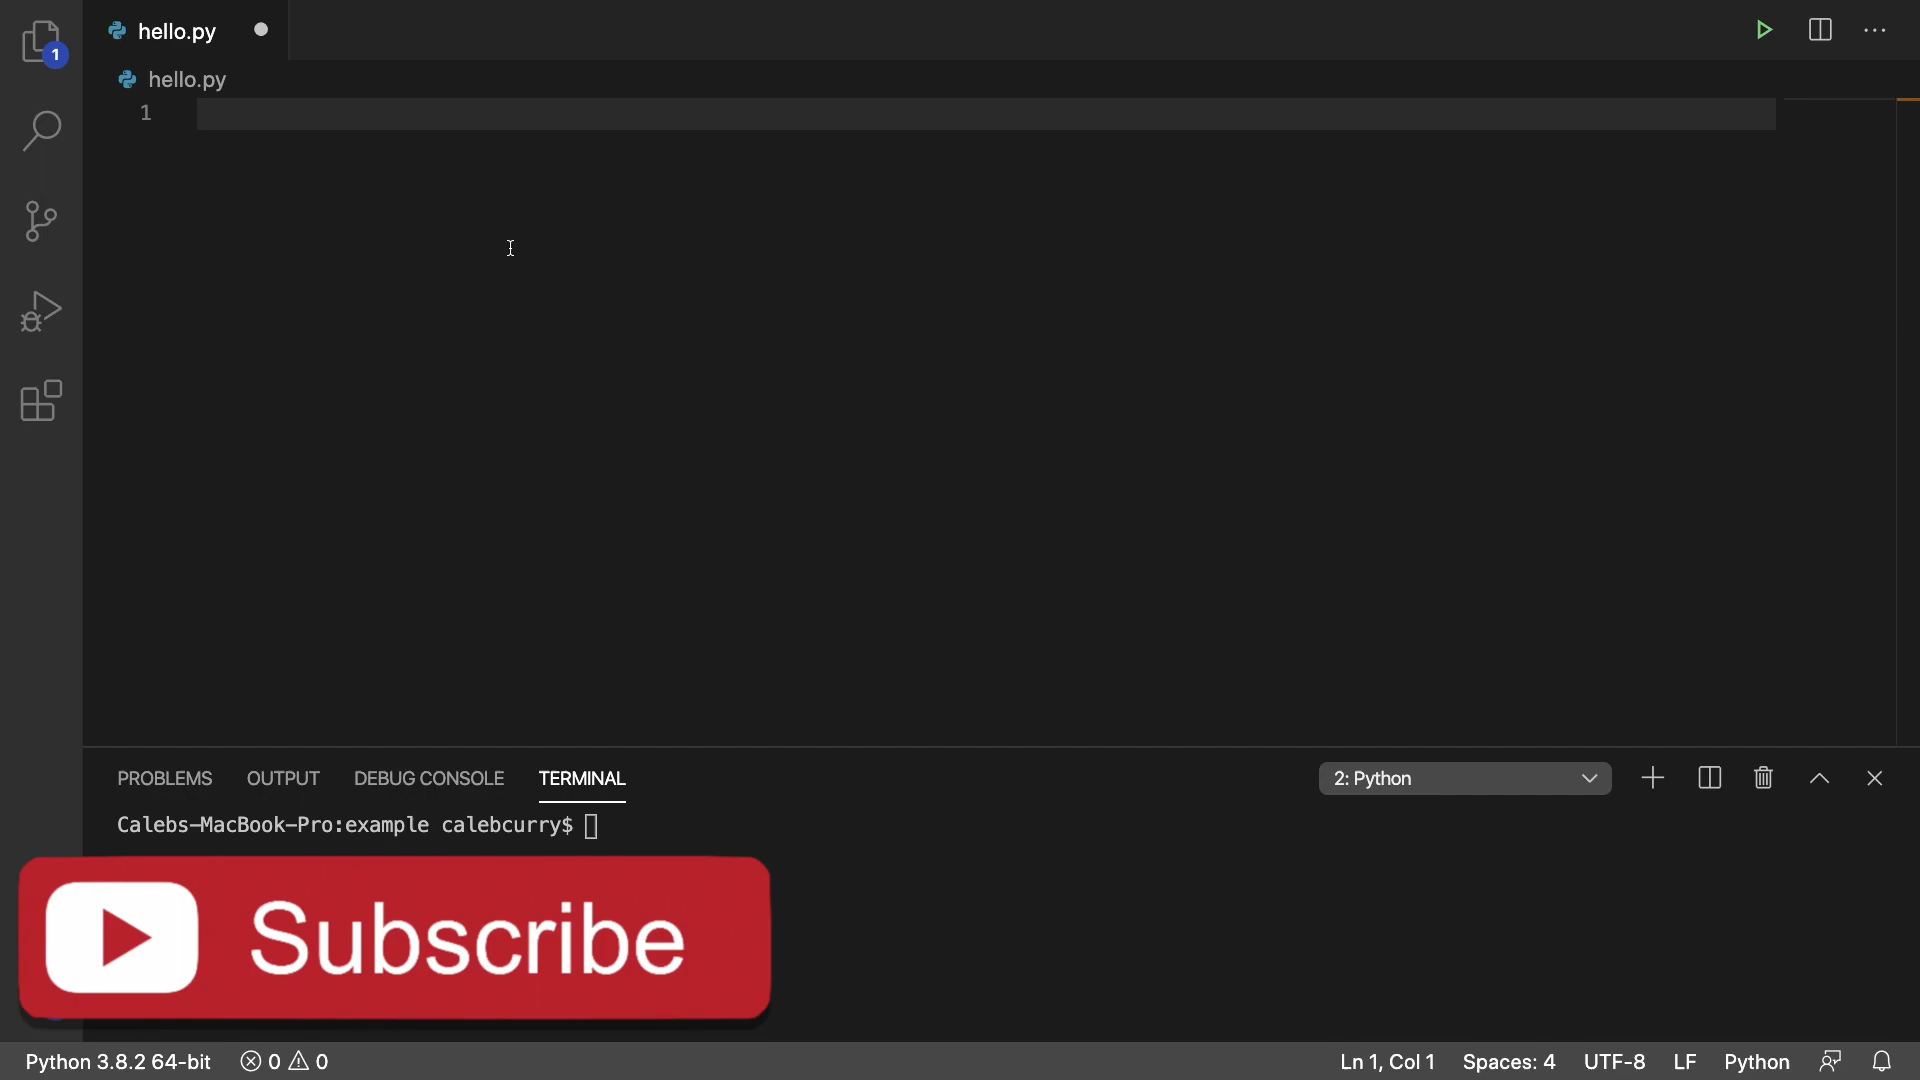 hello.py
1
hello.py
1
PROBLEMS OUTPUT DEBUG CONSOLE TERMINAL 2: Python
Calebs-MacBook-Pro:example calebcurry$
Subscribe
Python 3.8.2 64-bit 0 0 Ln 1, Col 1 Spaces: 4 UTF-8 LF Python